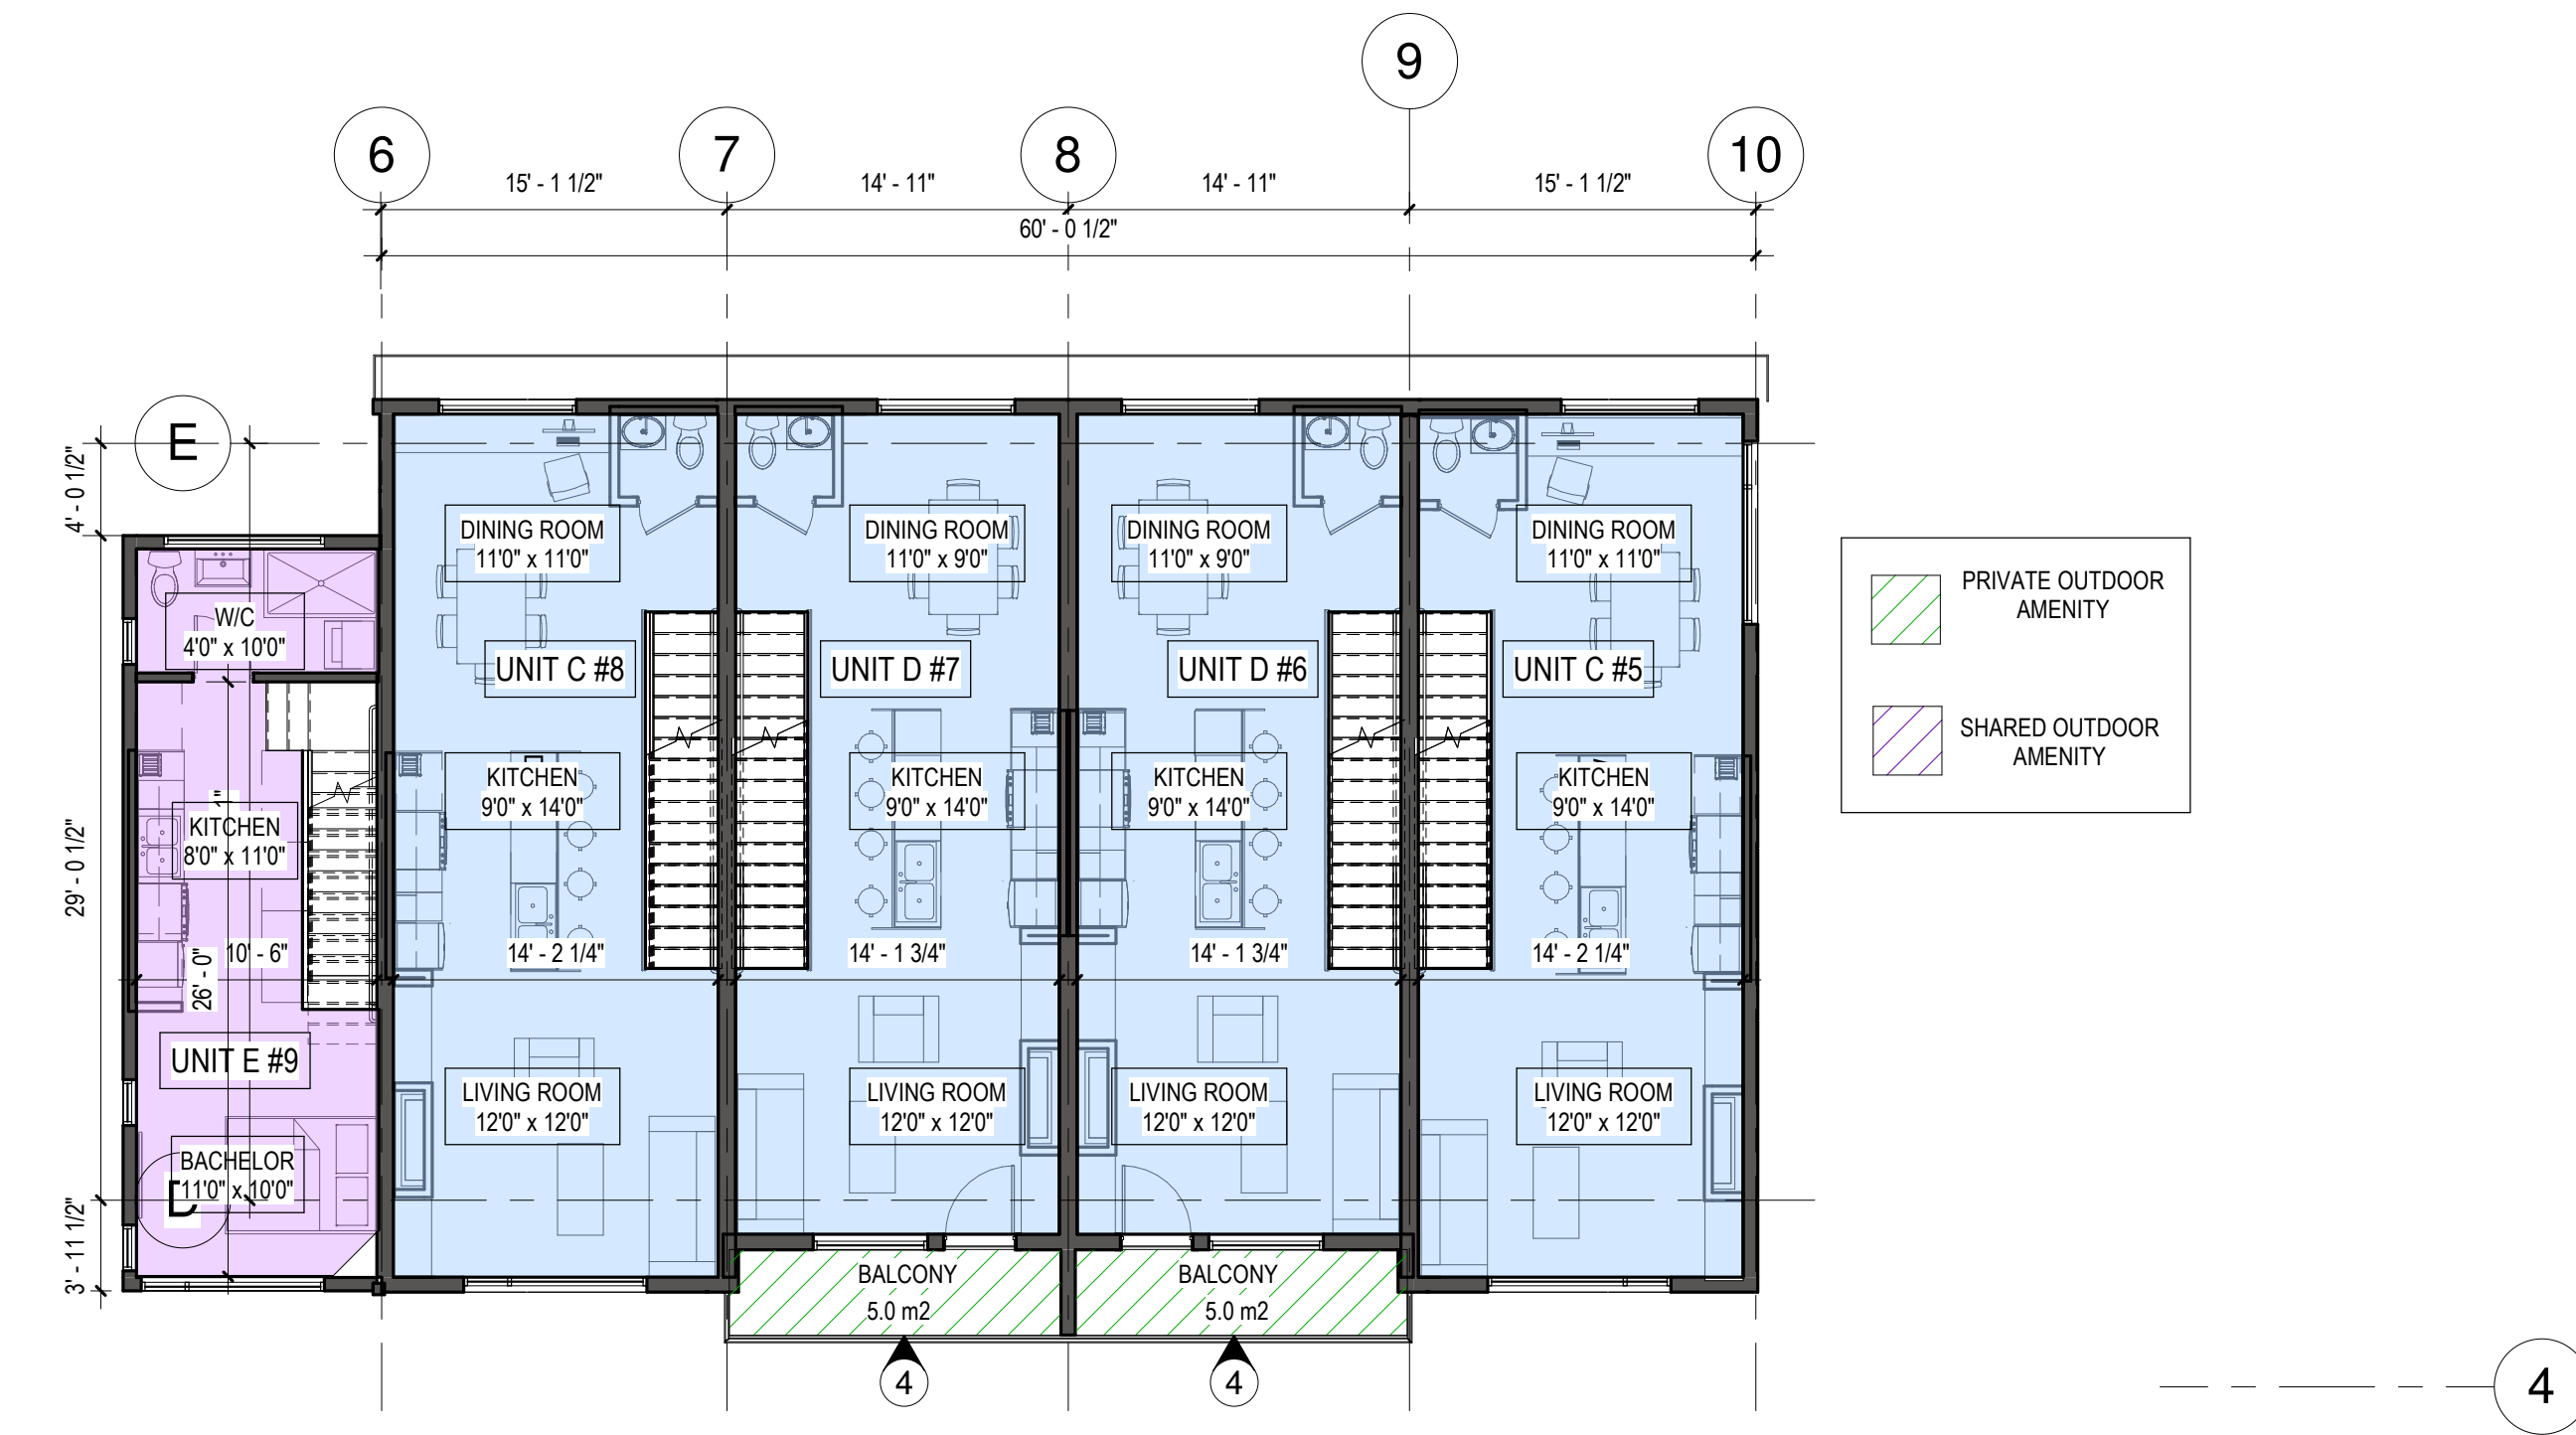 9
6
7
8
10
15' - 1 1/2"
14' - 11"
14' - 11"
15' - 1 1/2"
60' - 0 1/2"
E
4' - 0 1/2"
29' - 0 1/2"
3' - 11 1/2"
DINING ROOM
11'0" x 11'0"
DINING ROOM
11'0" x 9'0"
DINING ROOM
11'0" x 9'0"
DINING ROOM
11'0" x 11'0"
W/C
4'0" x 10'0"
UNIT C #8
UNIT D #7
UNIT D #6
UNIT C #5
KITCHEN
9'0" x 14'0"
KITCHEN
9'0" x 14'0"
KITCHEN
9'0" x 14'0"
KITCHEN
9'0" x 14'0"
KITCHEN
8'0" x 11'0"
10' - 6"
26' - 0"
14' - 2 1/4"
14' - 1 3/4"
14' - 1 3/4"
14' - 2 1/4"
UNIT E #9
LIVING ROOM
12'0" x 12'0"
LIVING ROOM
12'0" x 12'0"
LIVING ROOM
12'0" x 12'0"
LIVING ROOM
12'0" x 12'0"
BACHELOR
11'0" x 10'0"
D
BALCONY
5.0 m2
BALCONY
5.0 m2
4
4
PRIVATE OUTDOOR
AMENITY
SHARED OUTDOOR
AMENITY
4